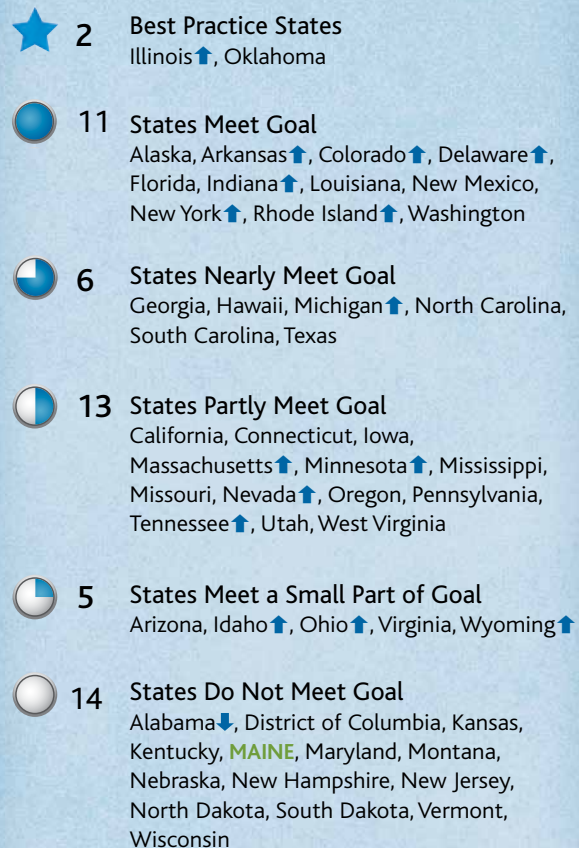 2 Best Practice States
Illinois⬆, Oklahoma
11 States Meet Goal
Alaska, Arkansas⬆, Colorado⬆, Delaware⬆,
Florida, Indiana⬆, Louisiana, New Mexico,
New York⬆, Rhode Island⬆, Washington
6 States Nearly Meet Goal
Georgia, Hawaii, Michigan⬆, North Carolina,
South Carolina, Texas
13 States Partly Meet Goal
California, Connecticut, Iowa,
Massachusetts⬆, Minnesota⬆, Mississippi,
Missouri, Nevada⬆, Oregon, Pennsylvania,
Tennessee⬆, Utah, West Virginia
5 States Meet a Small Part of Goal
Arizona, Idaho⬆, Ohio⬆, Virginia, Wyoming⬆
14 States Do Not Meet Goal
Alabama⬇, District of Columbia, Kansas,
Kentucky, MAINE, Maryland, Montana,
Nebraska, New Hampshire, New Jersey,
North Dakota, South Dakota, Vermont,
Wisconsin